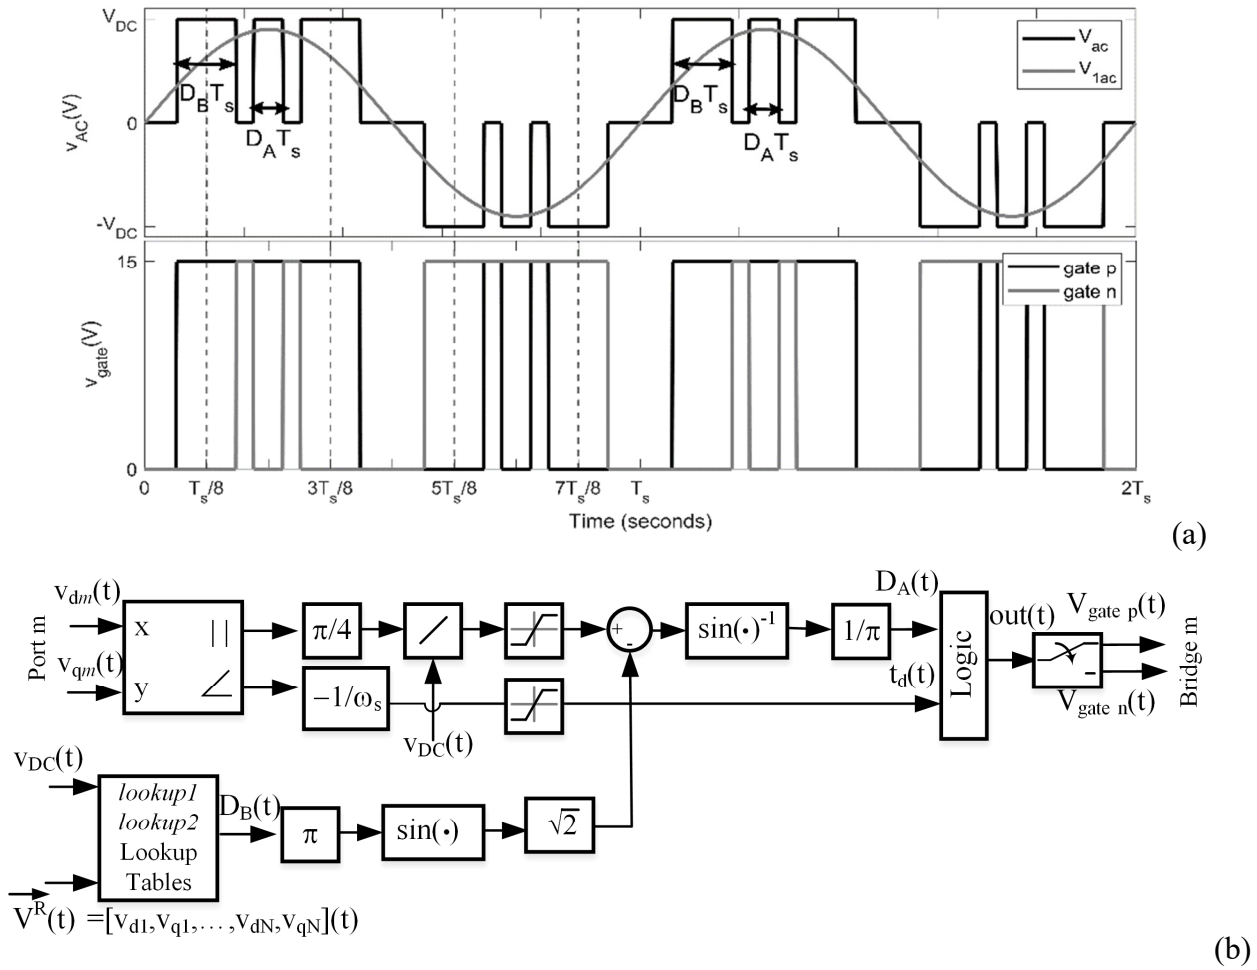 V_DC
0
-V_DC
v_AC(V)
D_B T_s
D_A T_s
D_B T_s
D_A T_s
V_ac
V_1ac
15
0
v_gate(V)
gate p
gate n
0
T_s/8
3T_s/8
5T_s/8
7T_s/8
T_s
2T_s
Time (seconds)
(a)
Port m
v_dm(t)
v_qm(t)
x
y
| |
∠
π/4
−1/ω_s
v_DC(t)
+
-
sin(·)^-1
1/π
D_A(t)
t_d(t)
Logic
out(t)
V_gate p(t)
V_gate n(t)
-
Bridge m
v_DC(t)
lookup1
lookup2
Lookup
Tables
D_B(t)
π
sin(·)
√2
V^R(t) =[v_d1,v_q1,…,v_dN,v_qN](t)
(b)